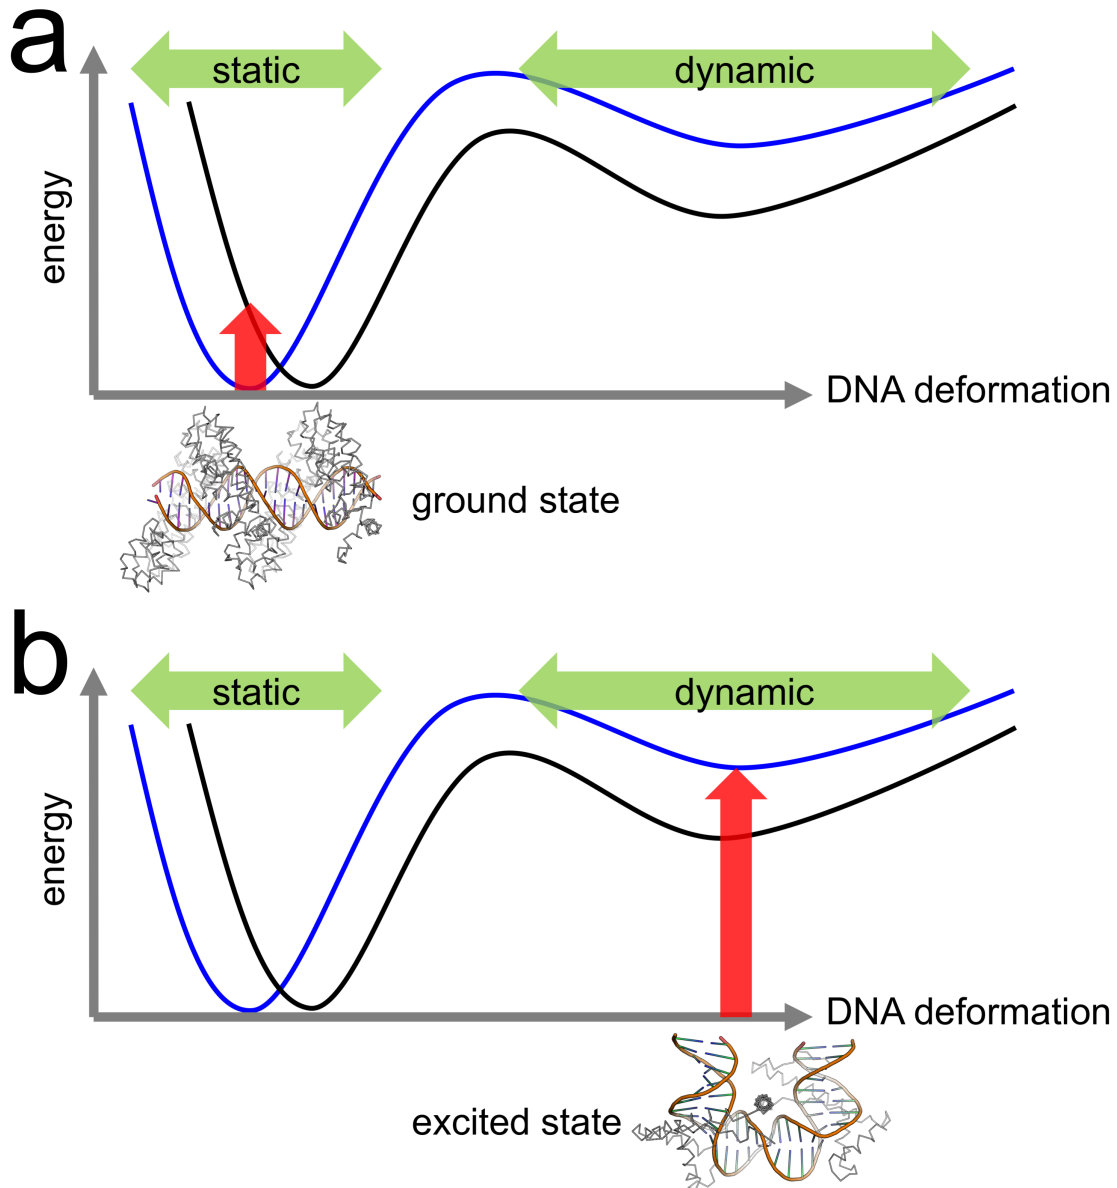 a
static
dynamic
energy
DNA deformation
ground state
b
static
dynamic
energy
DNA deformation
excited state